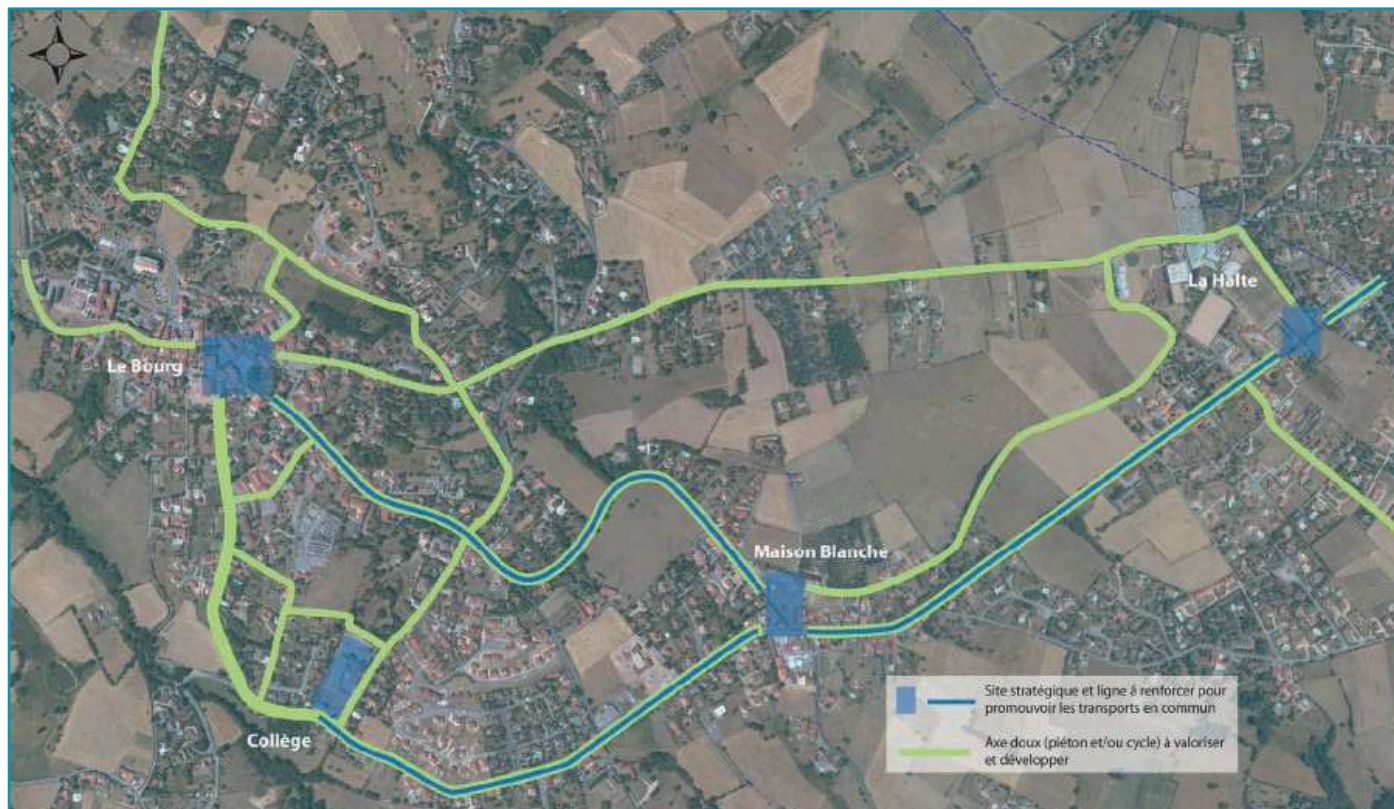 La Halte
Le Bourg
Maison Blanche
Collège
Site stratégique et ligne à renforcer pour
promouvoir les transports en commun
Axe doux (piéton et/ou cycle) à valoriser
et développer